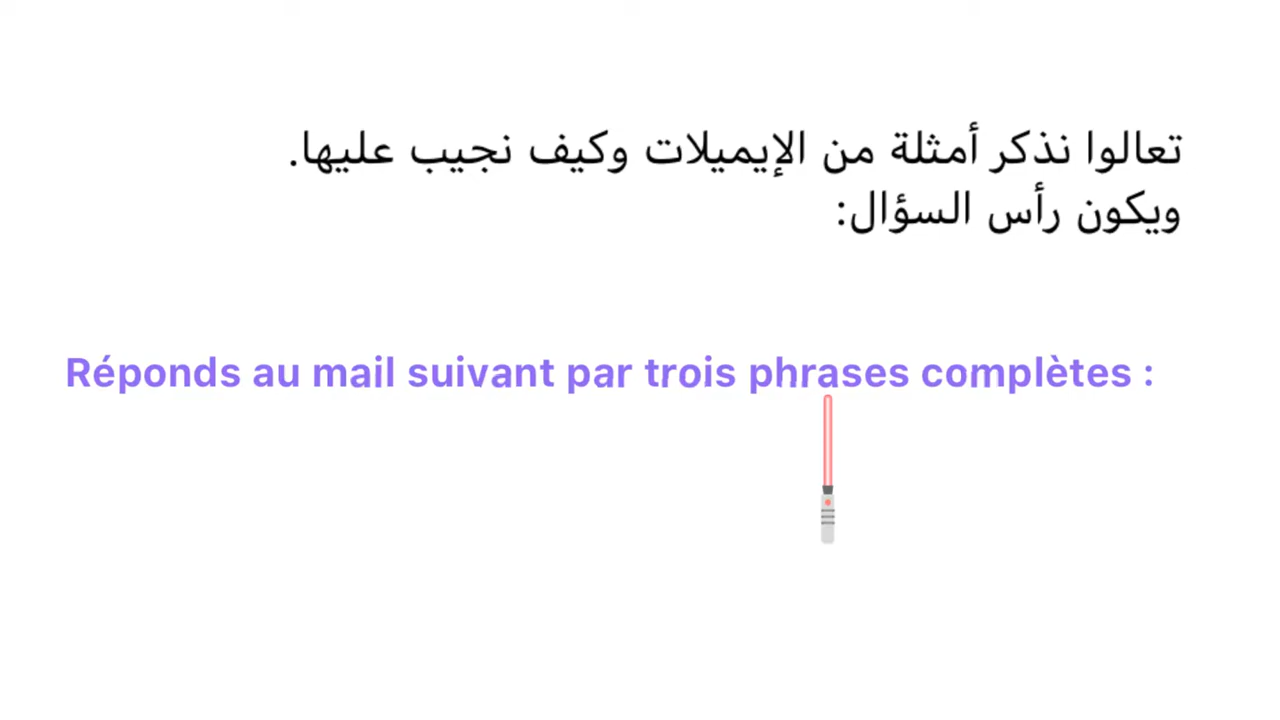 تعالوا نذكر أمثلة من الإيميلات وكيف نجيب عليها.
ويكون رأس السؤال:
Réponds au mail suivant par trois phrases complètes :